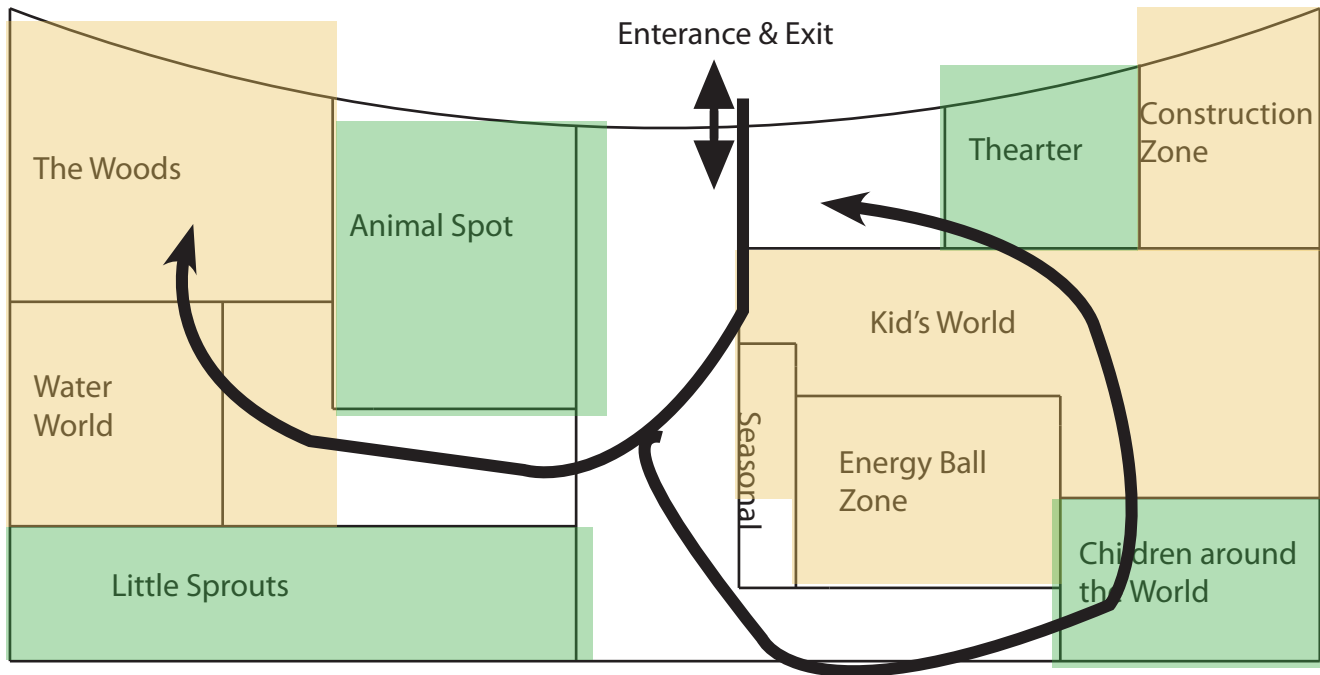 Enterance & Exit
The Woods
Animal Spot
Thearter
Construction
Zone
Water
World
Kid's World
Seasonal
Energy Ball
Zone
Little Sprouts
Children around
the World